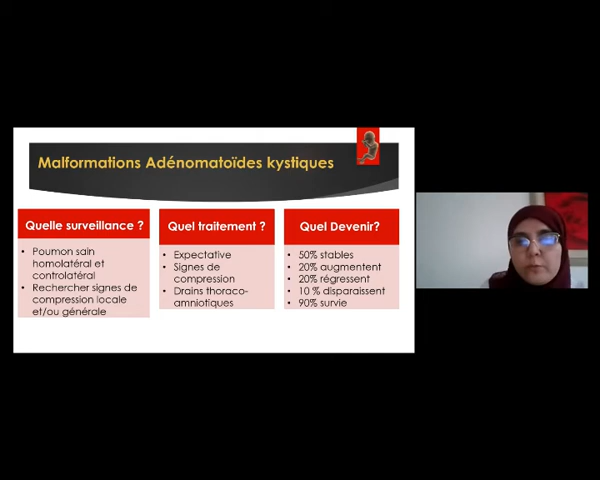 Malformations Adénomatoïdes kystiques
Quelle surveillance ?
• Poumon sain
homolatéral et
controlatéral
• Rechercher signes de
compression locale
et/ou générale
Quel traitement ?
• Expectative
• Signes de
compression
• Drains thoraco-
amniotiques
Quel Devenir?
• 50% stables
• 20% augmentent
• 20% régressent
• 10 % disparaissent
• 90% survie